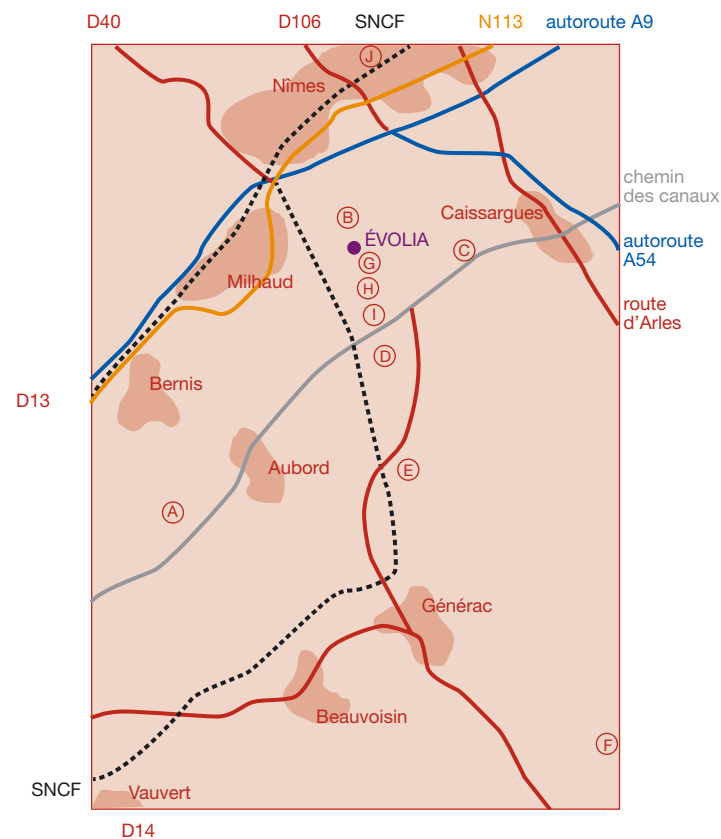 D40
D106
SNCF
N113
autoroute A9
J
Nîmes
chemin
des canaux
B
Caissargues
ÉVOLIA
C
autoroute
A54
G
Milhaud
H
route
d'Arles
I
D
Bernis
D13
Aubord
E
A
Générac
Beauvoisin
F
SNCF
Vauvert
D14